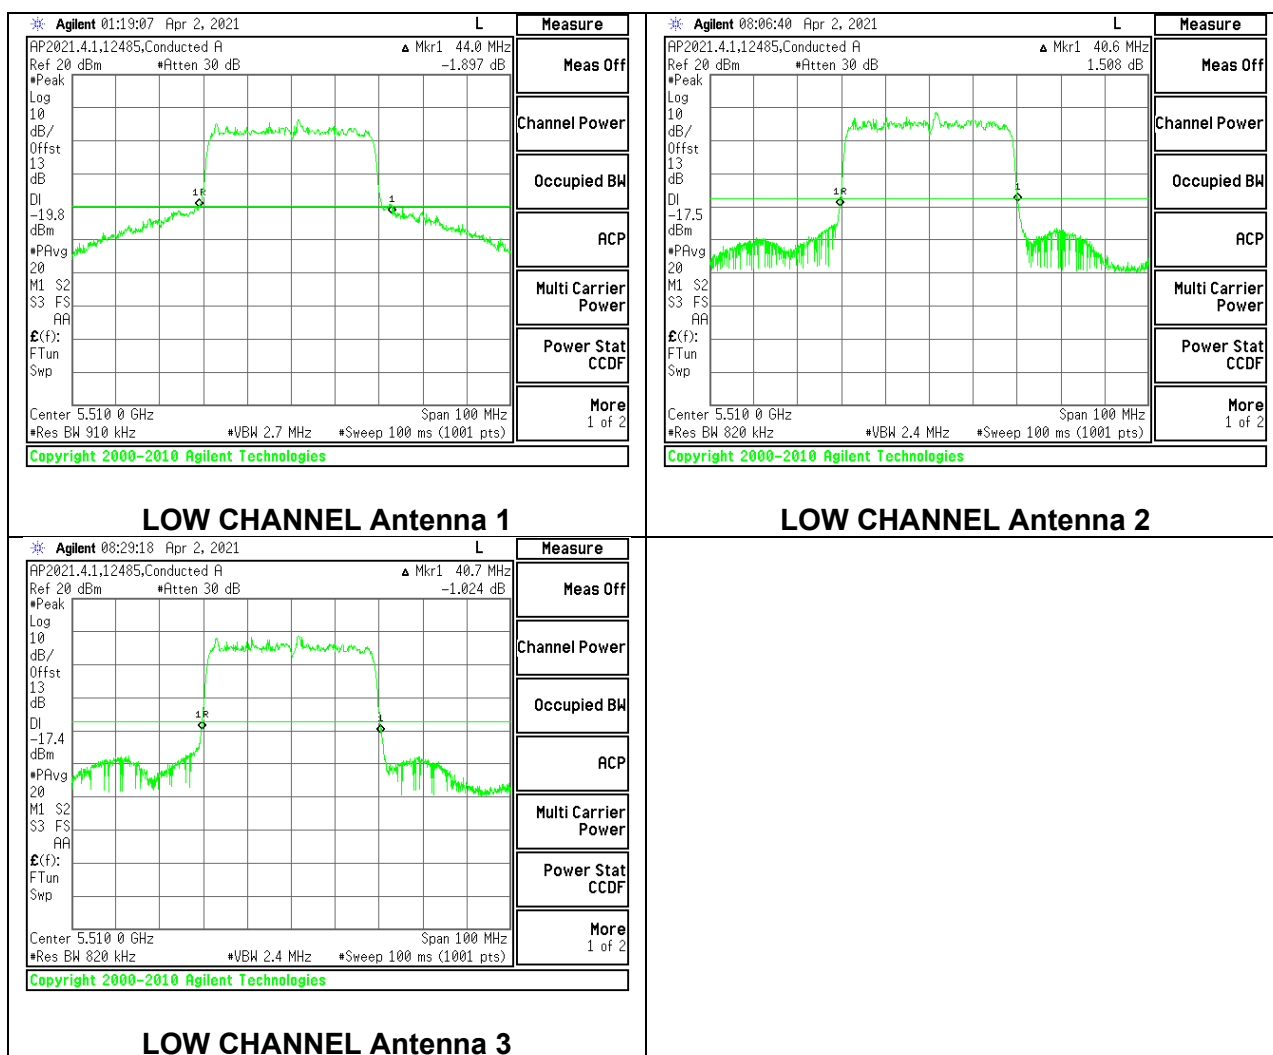 Agilent 01:19:07 Apr 2, 2021 L Measure
AP2021.4.1,12485,Conducted A ▵ Mkr1 44.0 MHz
Ref 20 dBm #Atten 30 dB -1.897 dB
#Peak
Log
10
dB/
Offst
13
dB
DI
-19.8
dBm
#PAvg
20
M1 S2
S3 FS
AA
£(f):
FTun
Swp
1R
1
Center 5.510 0 GHz Span 100 MHz
#Res BW 910 kHz #VBW 2.7 MHz #Sweep 100 ms (1001 pts)
Copyright 2000-2010 Agilent Technologies
Meas Off
Channel Power
Occupied BW
ACP
Multi Carrier
Power
Power Stat
CCDF
More
1 of 2
LOW CHANNEL Antenna 1
Agilent 08:06:40 Apr 2, 2021 L Measure
AP2021.4.1,12485,Conducted A ▵ Mkr1 40.6 MHz
Ref 20 dBm #Atten 30 dB 1.508 dB
#Peak
Log
10
dB/
Offst
13
dB
DI
-17.5
dBm
#PAvg
20
M1 S2
S3 FS
AA
£(f):
FTun
Swp
1R
1
Center 5.510 0 GHz Span 100 MHz
#Res BW 820 kHz #VBW 2.4 MHz #Sweep 100 ms (1001 pts)
Copyright 2000-2010 Agilent Technologies
Meas Off
Channel Power
Occupied BW
ACP
Multi Carrier
Power
Power Stat
CCDF
More
1 of 2
LOW CHANNEL Antenna 2
Agilent 08:29:18 Apr 2, 2021 L Measure
AP2021.4.1,12485,Conducted A ▵ Mkr1 40.7 MHz
Ref 20 dBm #Atten 30 dB -1.024 dB
#Peak
Log
10
dB/
Offst
13
dB
DI
-17.4
dBm
#PAvg
20
M1 S2
S3 FS
AA
£(f):
FTun
Swp
1R
1
Center 5.510 0 GHz Span 100 MHz
#Res BW 820 kHz #VBW 2.4 MHz #Sweep 100 ms (1001 pts)
Copyright 2000-2010 Agilent Technologies
Meas Off
Channel Power
Occupied BW
ACP
Multi Carrier
Power
Power Stat
CCDF
More
1 of 2
LOW CHANNEL Antenna 3